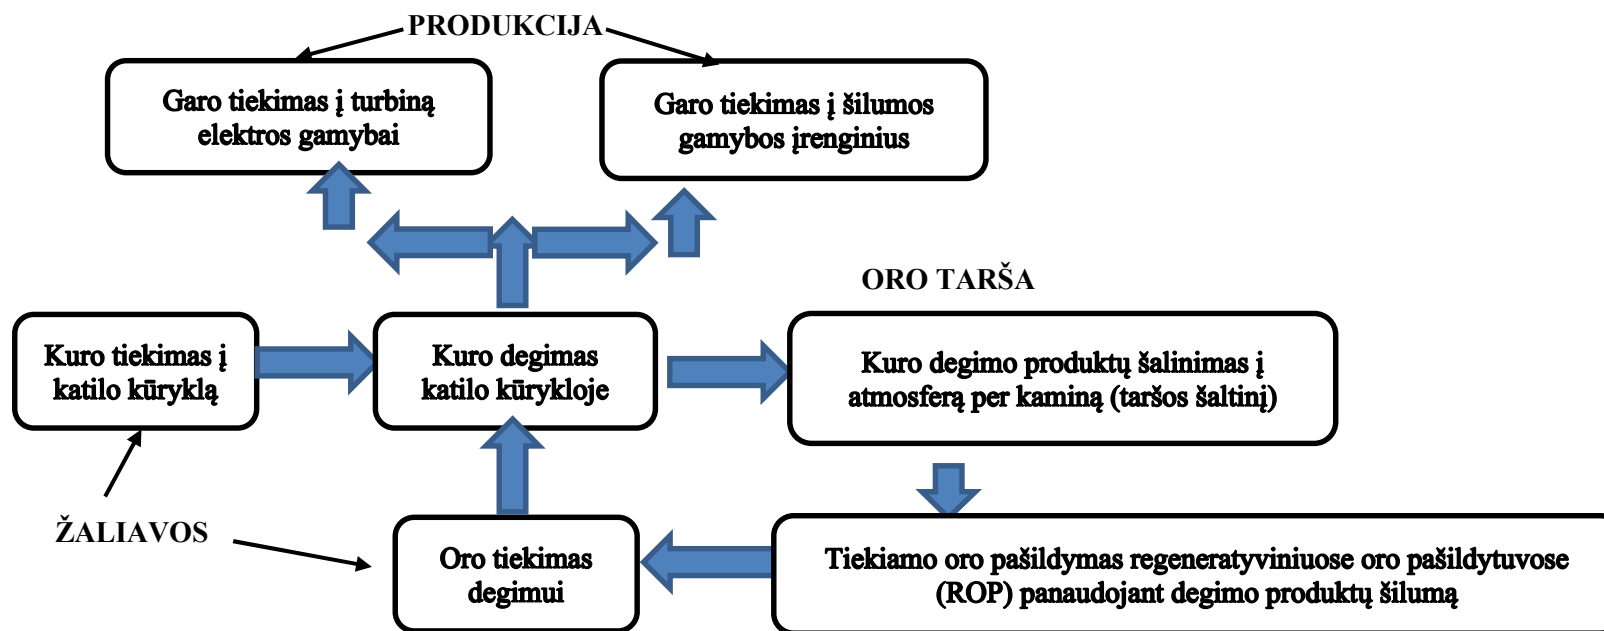 PRODUKCIJA
Garo tiekimas į turbiną
elektros gamybai
Garo tiekimas į šilumos
gamybos įrenginius
ORO TARŠA
Kuro tiekimas į
katilo kūryklą
Kuro degimas
katilo kūrykloje
Kuro degimo produktų šalinimas į
atmosferą per kaminą (taršos šaltinį)
ŽALIAVOS
Oro tiekimas
degimui
Tiekiamo oro pašildymas regeneratyviniuose oro pašildytuvose
(ROP) panaudojant degimo produktų šilumą